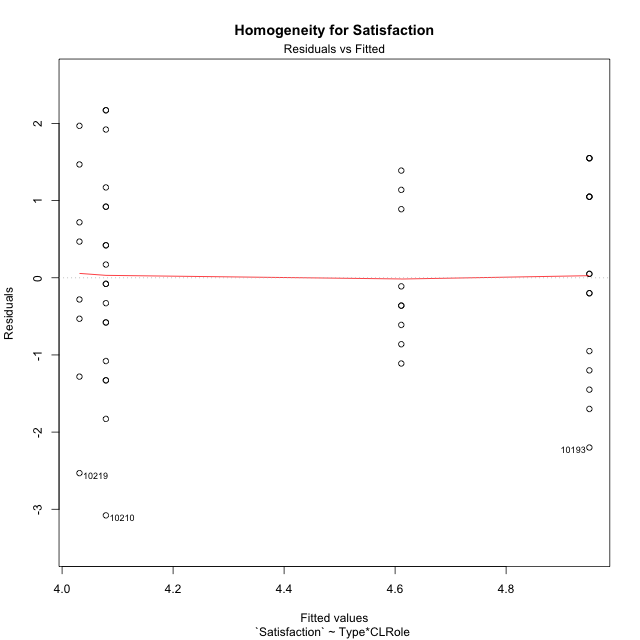 Homogeneity for Satisfaction
Residuals vs Fitted
2
1
0
-1
-2
-3
Residuals
10193
10219
10210
4.0 4.2 4.4 4.6 4.8
Fitted values
`Satisfaction` ~ Type*CLRole